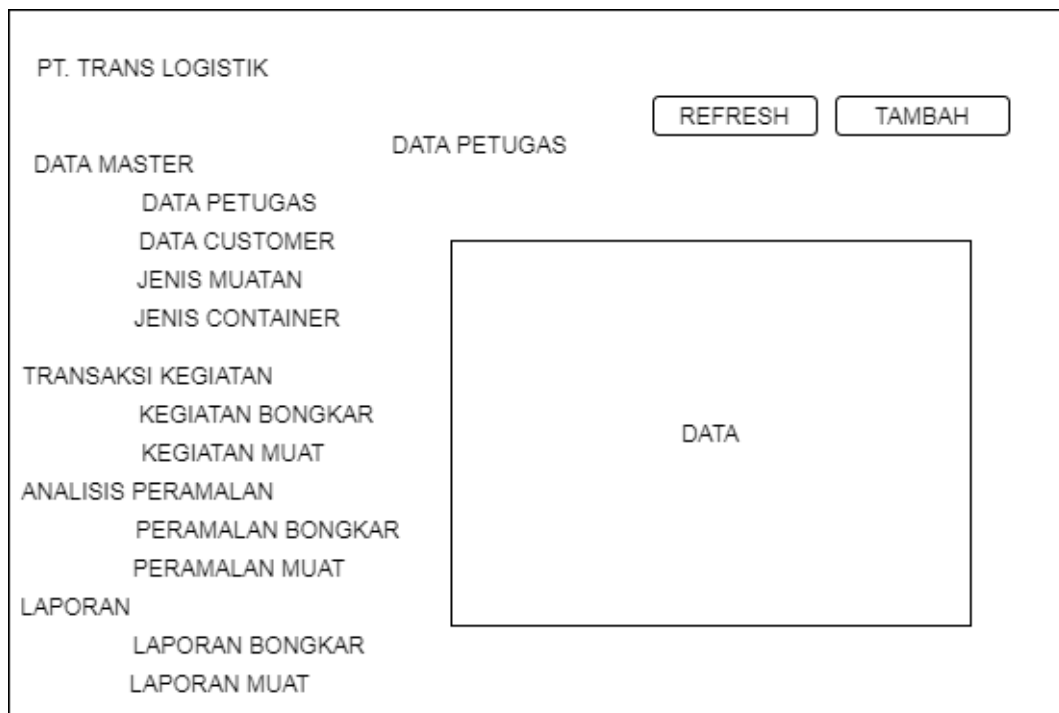 PT. TRANS LOGISTIK
REFRESH
TAMBAH
DATA PETUGAS
DATA MASTER
DATA PETUGAS
DATA CUSTOMER
JENIS MUATAN
JENIS CONTAINER
TRANSAKSI KEGIATAN
KEGIATAN BONGKAR
KEGIATAN MUAT
ANALISIS PERAMALAN
PERAMALAN BONGKAR
PERAMALAN MUAT
LAPORAN
LAPORAN BONGKAR
LAPORAN MUAT
DATA